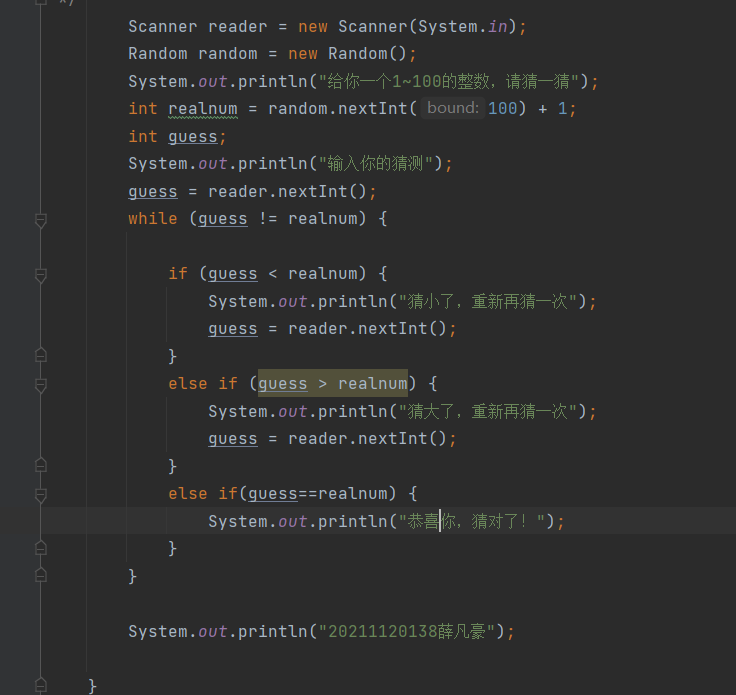 */
Scanner reader = new Scanner(System.in);
Random random = new Random();
System.out.println("给你一个1~100的整数，请猜一猜");
int realnum = random.nextInt( bound: 100) + 1;
int guess;
System.out.println("输入你的猜测");
guess = reader.nextInt();
while (guess != realnum) {
if (guess < realnum) {
System.out.println("猜小了，重新再猜一次");
guess = reader.nextInt();
}
else if (guess > realnum) {
System.out.println("猜大了，重新再猜一次");
guess = reader.nextInt();
}
else if(guess==realnum) {
System.out.println("恭喜你，猜对了！");
}
}
System.out.println("20211120138薛凡豪");
}